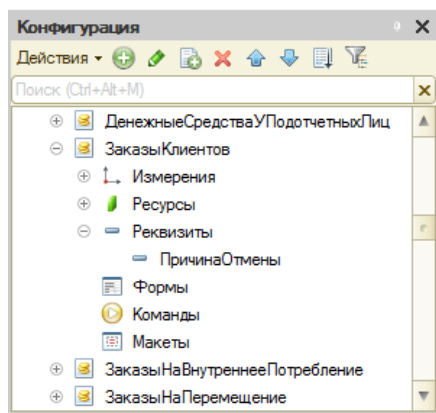 Конфигурация
Действия
Поиск (Ctrl+Alt+M)
ДенежныеСредстваУПодотчетныхЛиц
ЗаказыКлиентов
Измерения
Ресурсы
Реквизиты
ПричинаОтмены
Формы
Команды
Макеты
ЗаказыНаВнутреннееПотребление
ЗаказыНаПеремещение